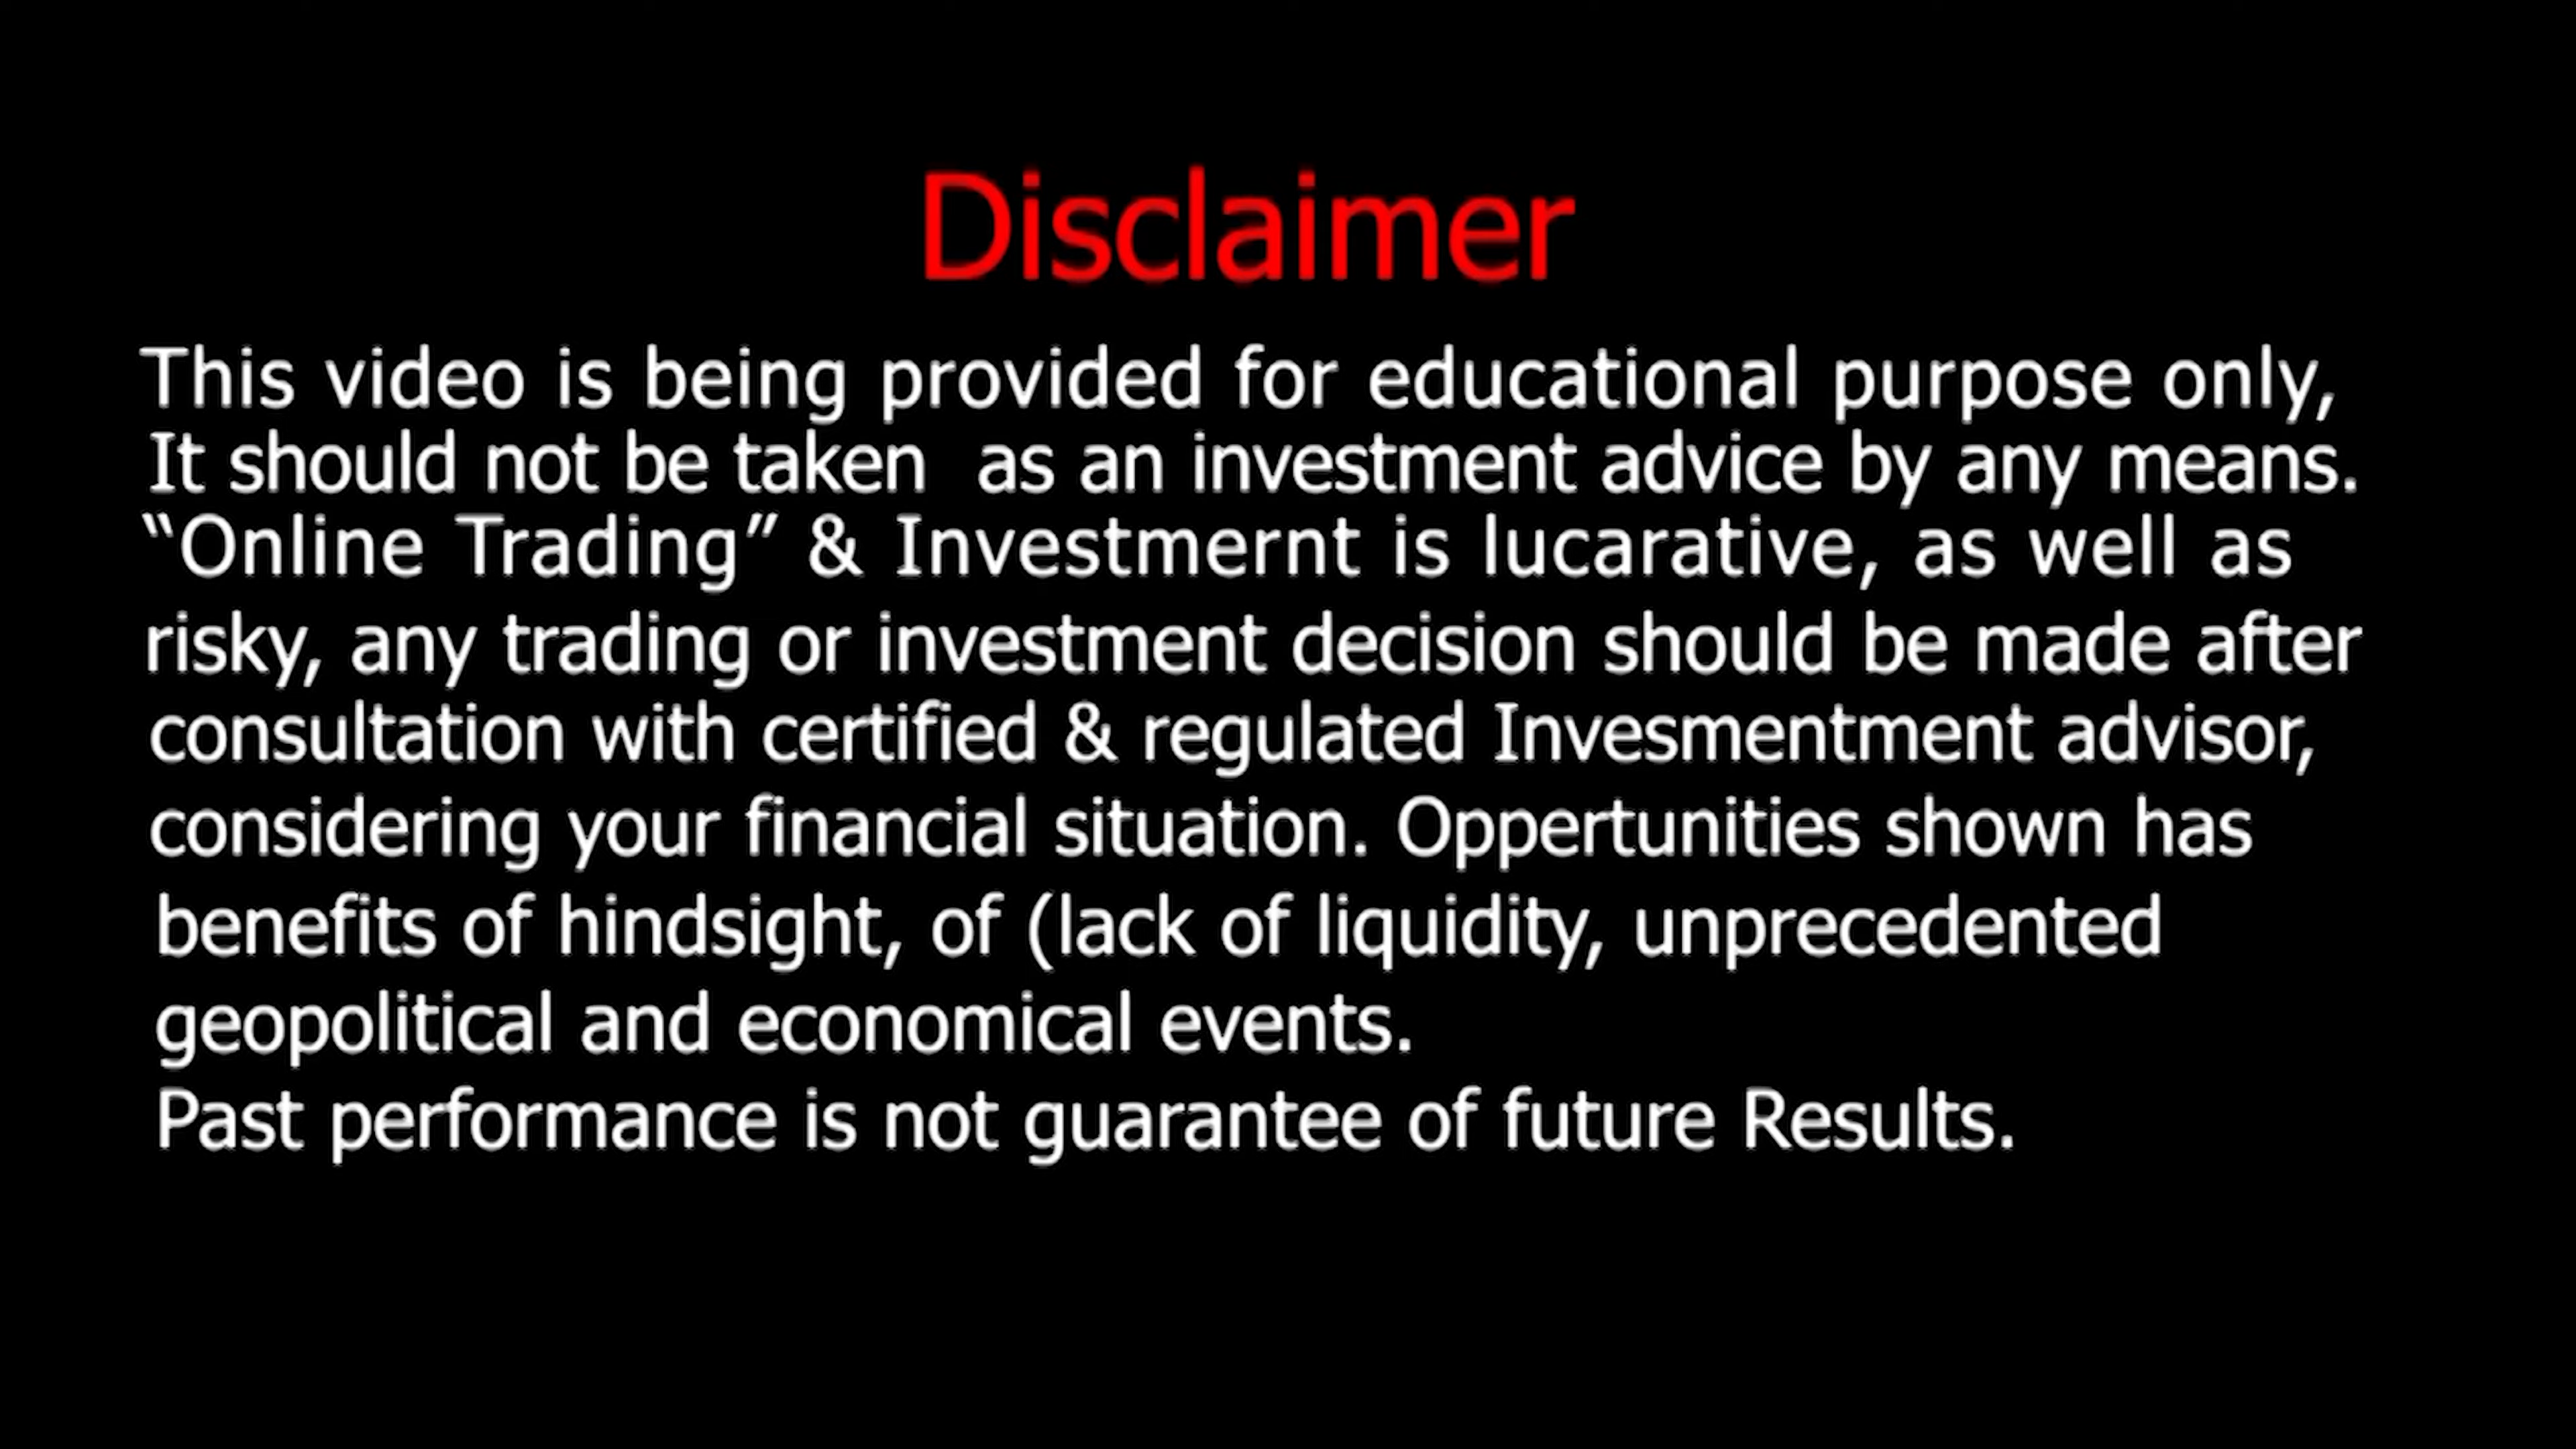 Disclaimer
This video is being provided for educational purpose only,
It should not be taken  as an investment advice by any means.
“Online Trading” & Investmernt is lucarative, as well as
risky, any trading or investment decision should be made after
consultation with certified & regulated Invesmentment advisor,
considering your financial situation. Oppertunities shown has
benefits of hindsight, of (lack of liquidity, unprecedented
geopolitical and economical events.
Past performance is not guarantee of future Results.